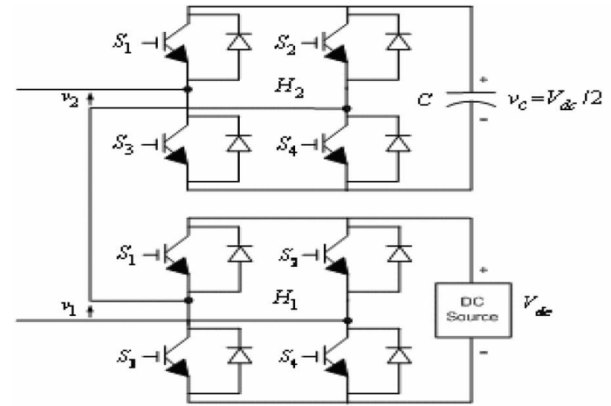 S1
S2
v2
H2
C
+
vc=Vdc/2
-
S3
S4
S1
+
v1
H1
DC
Source
Vdc
-
S4